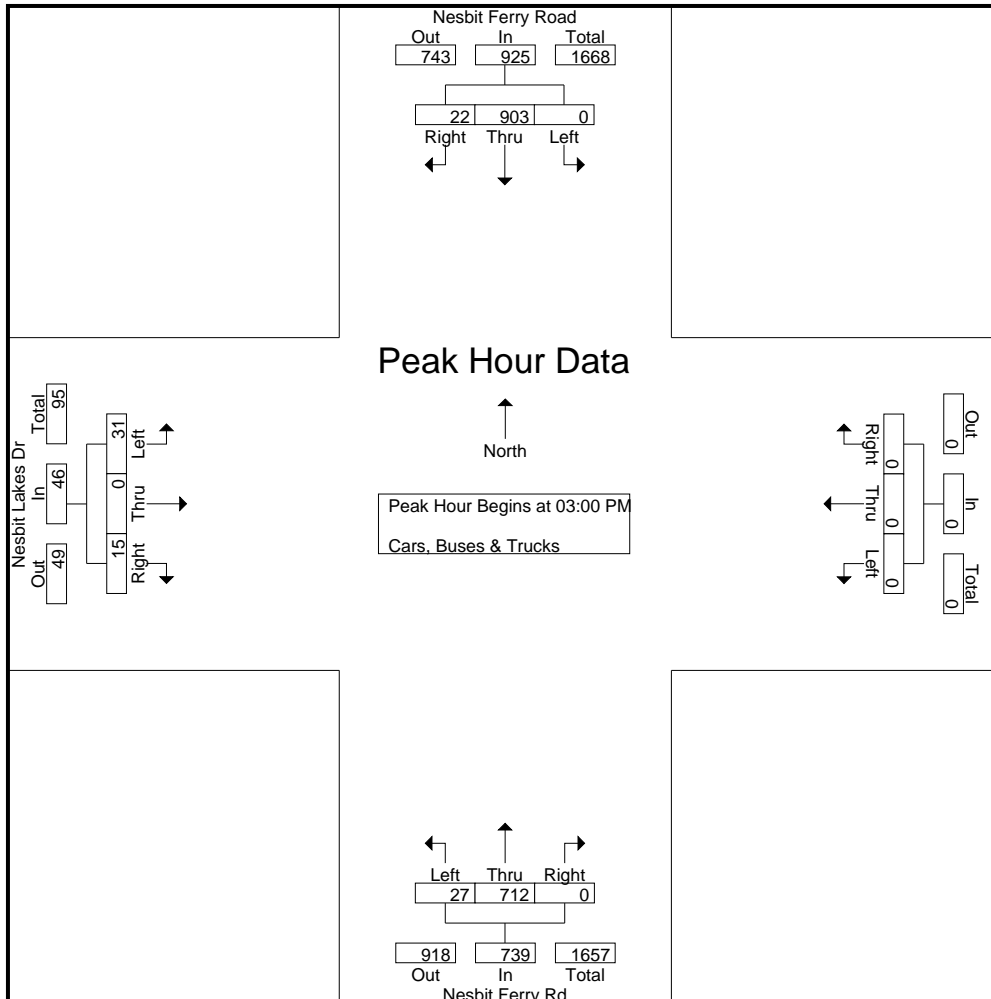 Nesbit Ferry Road
Out In Total
743 925 1668
22 903 0
Right Thru Left
Peak Hour Data
North
Peak Hour Begins at 03:00 PM
Cars, Buses & Trucks
Nesbit Lakes Dr
Out In Total
49 46 95
15 0 31
Right Thru Left
Out In Total
0 0 0
0 0 0
Right Thru Left
Left Thru Right
27 712 0
918 739 1657
Out In Total
Nesbit Ferry Rd